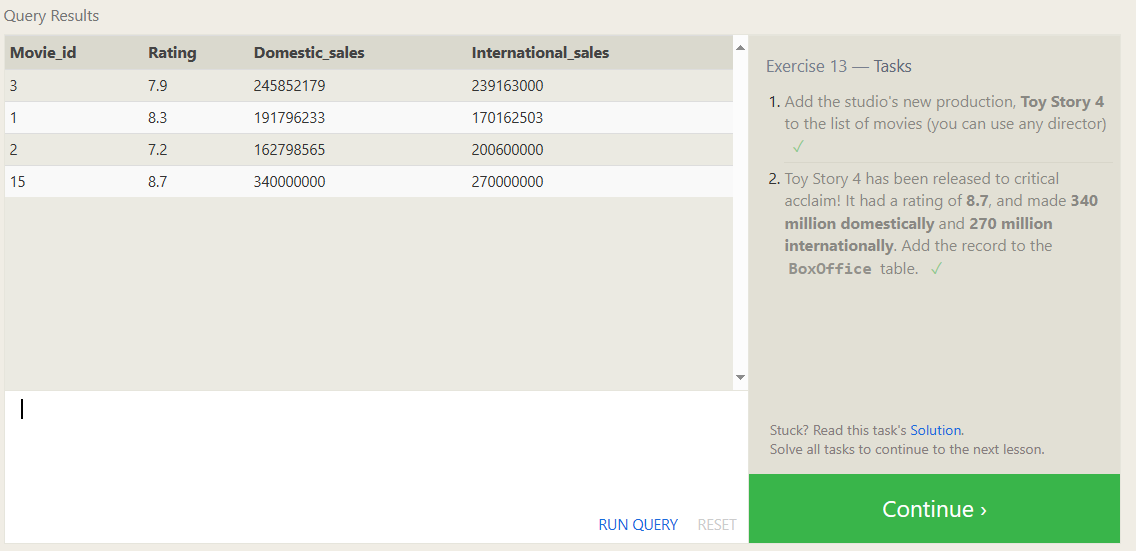 Query Results
Movie_id Rating Domestic_sales International_sales
3 7.9 245852179 239163000
1 8.3 191796233 170162503
2 7.2 162798565 200600000
15 8.7 340000000 270000000
RUN QUERY RESET
Exercise 13 — Tasks
1. Add the studio's new production, Toy Story 4
to the list of movies (you can use any director)
✓
2. Toy Story 4 has been released to critical
acclaim! It had a rating of 8.7, and made 340
million domestically and 270 million
internationally. Add the record to the
BoxOffice table. ✓
Stuck? Read this task's Solution.
Solve all tasks to continue to the next lesson.
Continue ›